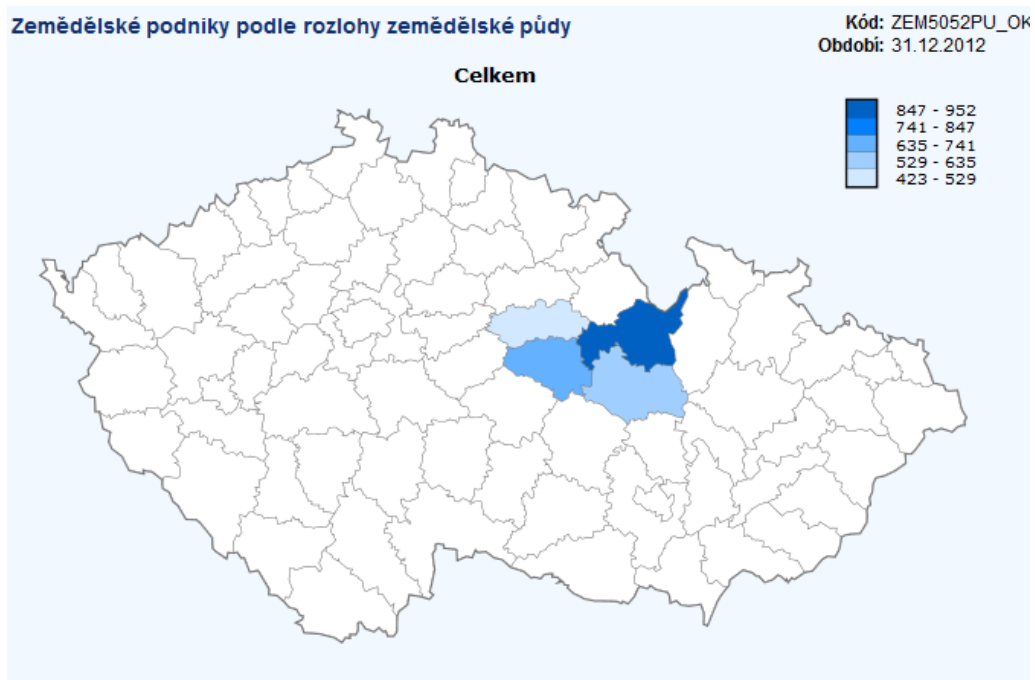 Zemědělské podniky podle rozlohy zemědělské půdy
Kód: ZEM5052PU_OK
Období: 31.12.2012
Celkem
847 - 952
741 - 847
635 - 741
529 - 635
423 - 529